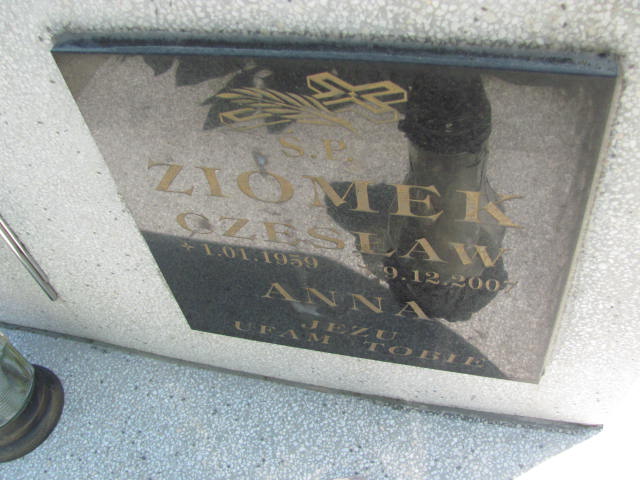 Ś.P.
ZIOMEK
CZESŁAW
* 1.01.1959 + 9.12.2007
ANNA
JEZU
UFAM TOBIE